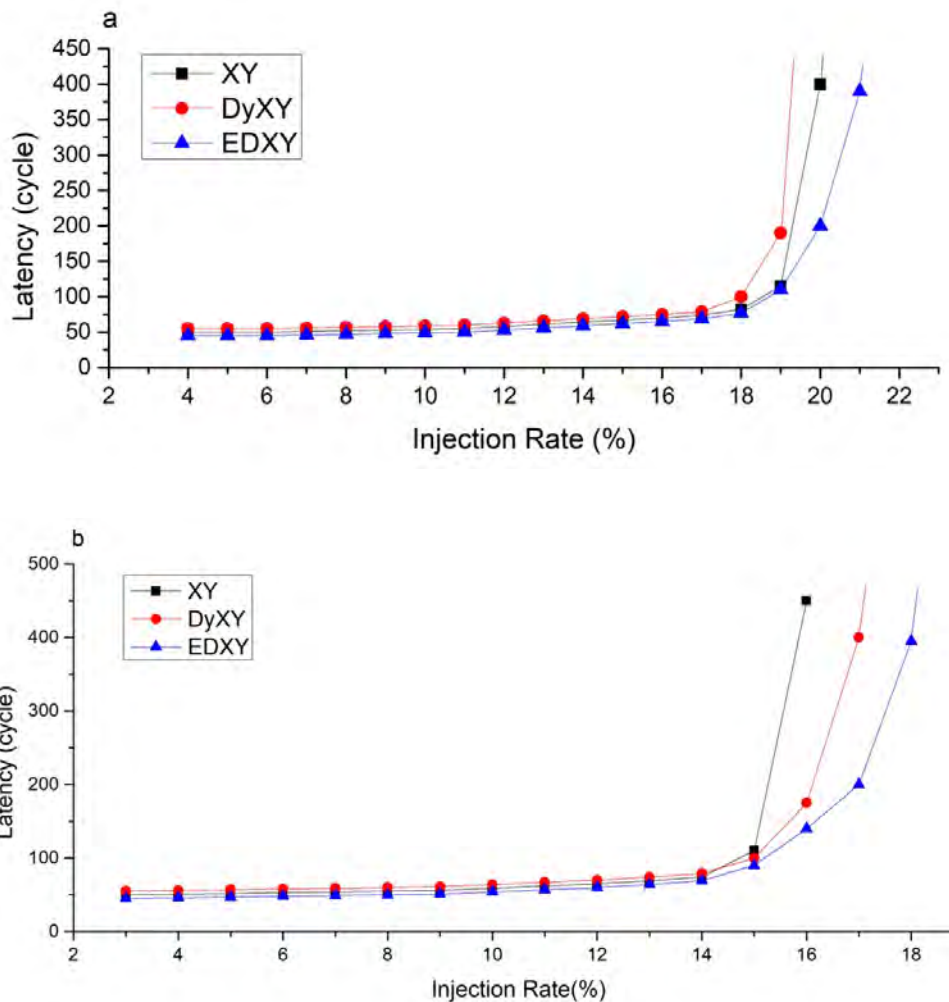 a
450
400
350
300
250
200
150
100
50
0
Latency (cycle)
XY
DyXY
EDXY
2 4 6 8 10 12 14 16 18 20 22
Injection Rate (%)
b
500
400
300
200
100
0
Latency (cycle)
XY
DyXY
EDXY
2 4 6 8 10 12 14 16 18
Injection Rate(%)